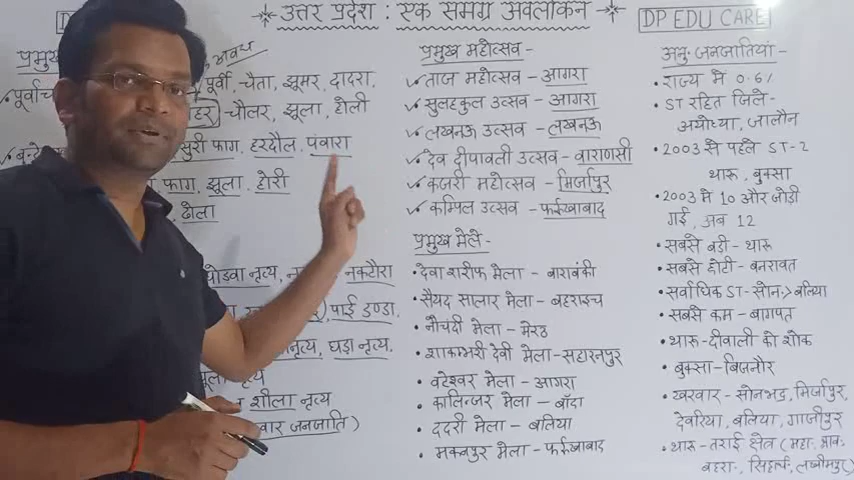 उत्तर प्रदेश : एक समग्र अवलोकन
DP EDU CARE
अवध
पूर्वी, चैता, झूमर, दादरा,
चौलर, झूला, होली
फाग, हरदौल, पंवारा
फाग, झूला, होरी
ढोला
घोडवा नृत्य, नकटौरा
पाई डण्डा,
घड़ा नृत्य,
शैला नृत्य
जनजाति)
प्रमुख महोत्सव -
ताज महोत्सव - आगरा
सुलहकुल उत्सव - आगरा
लखनऊ उत्सव - लखनऊ
देव दीपावली उत्सव - वाराणसी
कजरी महोत्सव - मिर्जापुर
कम्पिल उत्सव - फर्रुखाबाद
प्रमुख मेले -
• देवा शरीफ मेला - बाराबंकी
• सैयद सालार मेला - बहराइच
• नौचंदी मेला - मेरठ
• शाकम्भरी देवी मेला - सहारनपुर
• बटेश्वर मेला - आगरा
• कालिन्जर मेला - बाँदा
• ददरी मेला - बलिया
• मकनपुर मेला - फर्रुखाबाद
अनु॰ जनजातियां -
• राज्य में 0.6%
• ST रहित जिले -
अयोध्या, जालौन
• 2003 से पहले ST-2
थारू, बुक्सा
• 2003 में 10 और जोड़ी
गई, अब 12
• सबसे बड़ी - थारू
• सबसे छोटी - बनरावत
• सर्वाधिक ST - सोन॰ > बलिया
• सबसे कम - बागपत
• थारू - दीवाली को शोक
• बुक्सा - बिजनौर
• खरवार - सोनभद्र, मिर्जापुर,
देवरिया, बलिया, गाजीपुर
• थारू - तराई क्षेत्र (महा॰, श्राव॰
बहरा॰, सिद्धार्थ, लखीमपुर)